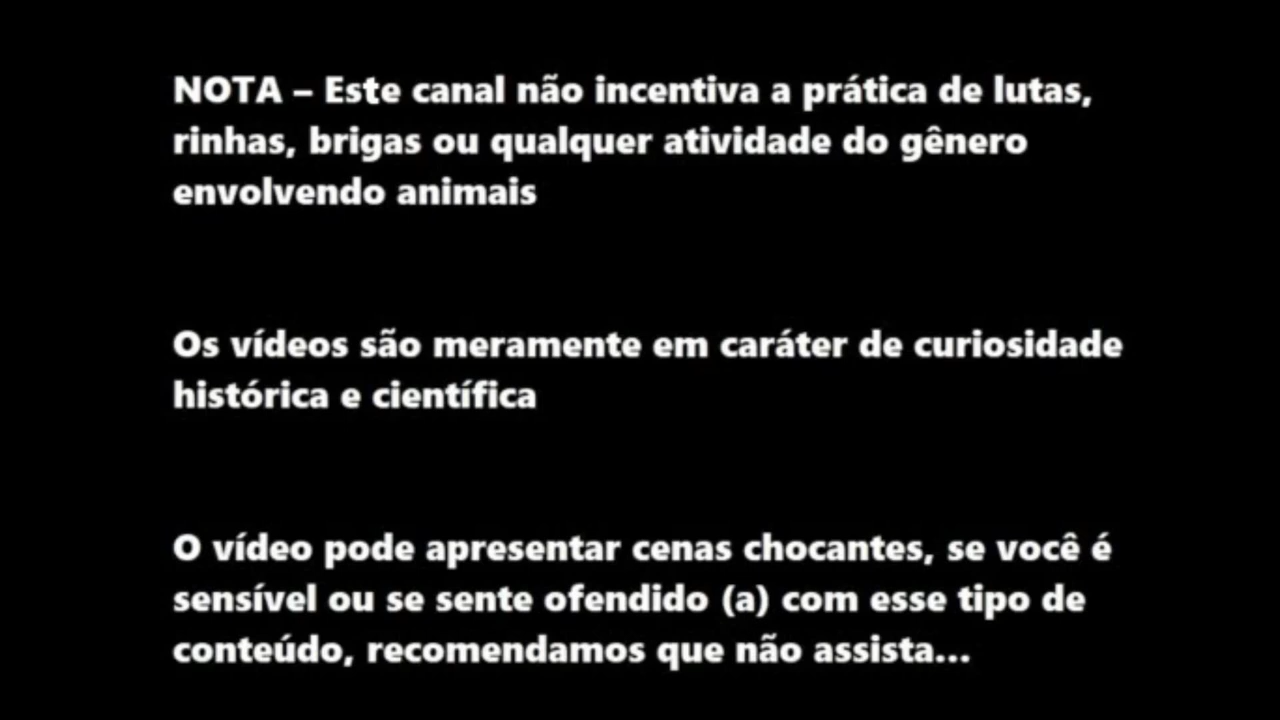 NOTA – Este canal não incentiva a prática de lutas,
rinhas, brigas ou qualquer atividade do gênero
envolvendo animais
Os vídeos são meramente em caráter de curiosidade
histórica e científica
O vídeo pode apresentar cenas chocantes, se você é
sensível ou se sente ofendido (a) com esse tipo de
conteúdo, recomendamos que não assista...